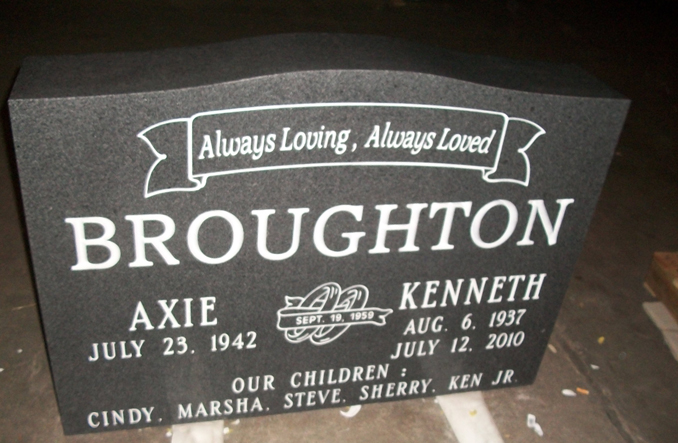 Always Loving, Always Loved
BROUGHTON
AXIE
JULY 23. 1942
SEPT. 19, 1959
KENNETH
AUG. 6. 1937
JULY 12. 2010
OUR CHILDREN :
CINDY. MARSHA. STEVE. SHERRY. KEN JR.